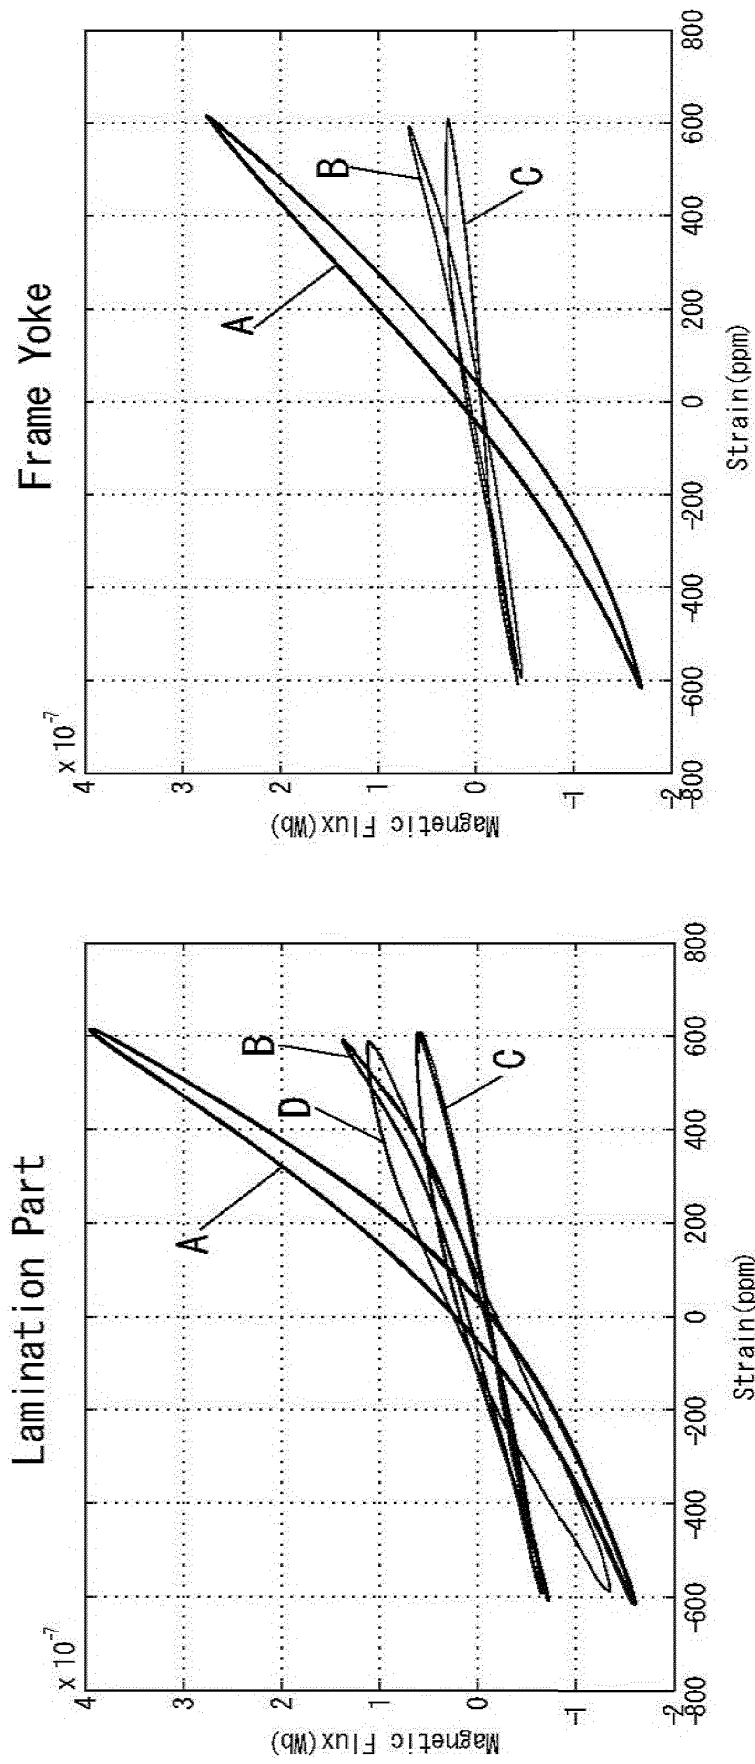 Lamination Part
x 10⁻⁷
4
3
2
1
0
-1
-2
Magnetic Flux(Wb)
-800
-600
-400
-200
0
200
400
600
800
Strain(ppm)
A
B
D
C
Frame Yoke
x 10⁻⁷
4
3
2
1
0
-1
-2
Magnetic Flux(Wb)
-800
-600
-400
-200
0
200
400
600
800
Strain(ppm)
A
B
C